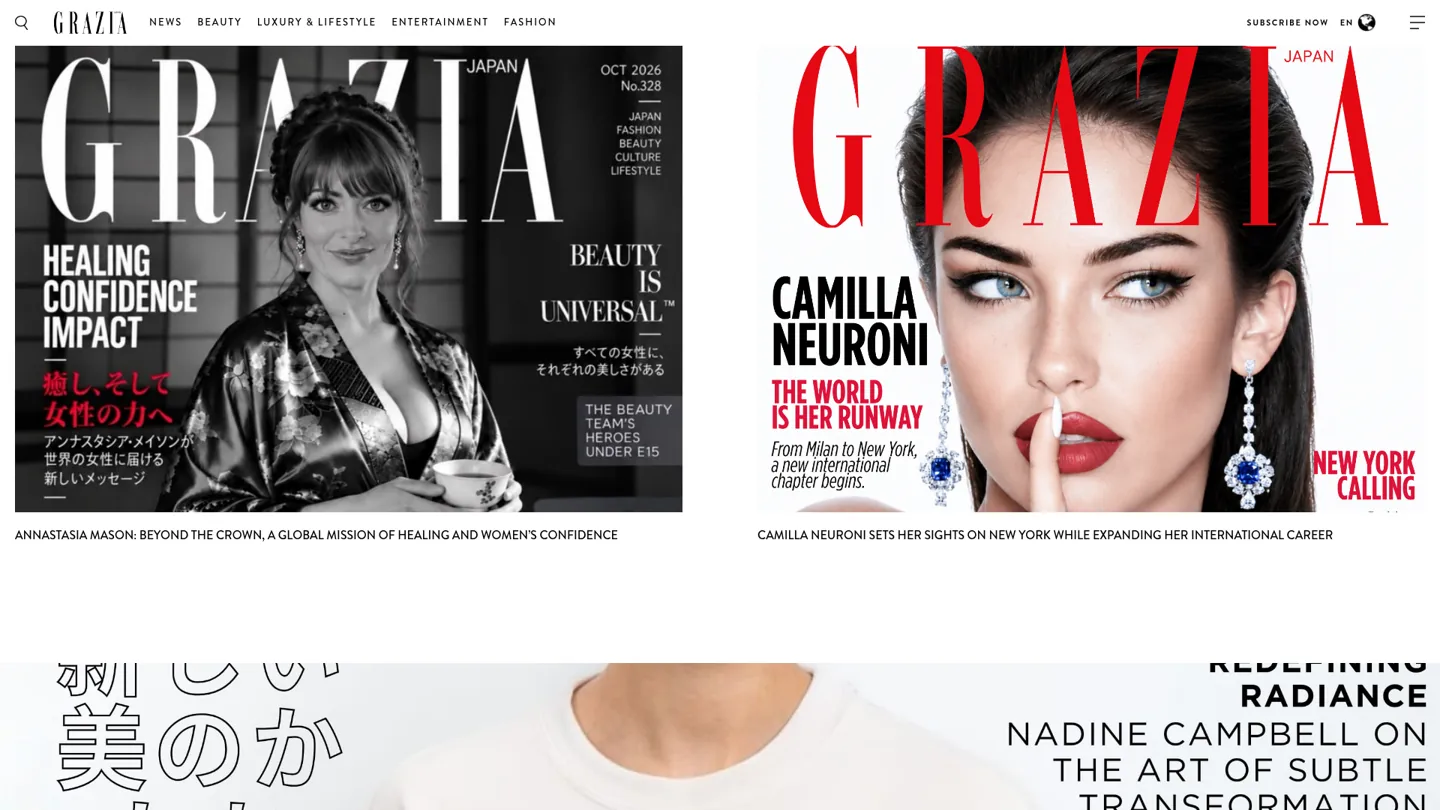 GRAZIA
NEWS
BEAUTY
LUXURY & LIFESTYLE
ENTERTAINMENT
FASHION
SUBSCRIBE NOW
EN
GRAZIA
JAPAN
OCT 2026
No.328
JAPAN
FASHION
BEAUTY
CULTURE
LIFESTYLE
HEALING
CONFIDENCE
IMPACT
癒し、そして
女性の力へ
アンナスタシア・メイソンが
世界の女性に届ける
新しいメッセージ
BEAUTY
IS
UNIVERSAL™
すべての女性に、
それぞれの美しさがある
THE BEAUTY
TEAM'S
HEROES
UNDER E15
ANNASTASIA MASON: BEYOND THE CROWN, A GLOBAL MISSION OF HEALING AND WOMEN'S CONFIDENCE
GRAZIA
JAPAN
CAMILLA
NEURONI
THE WORLD
IS HER RUNWAY
From Milan to New York,
a new international
chapter begins.
NEW YORK
CALLING
CAMILLA NEURONI SETS HER SIGHTS ON NEW YORK WHILE EXPANDING HER INTERNATIONAL CAREER
新しい
美のか
REDEFINING
RADIANCE
NADINE CAMPBELL ON
THE ART OF SUBTLE
TRANSFORMATION